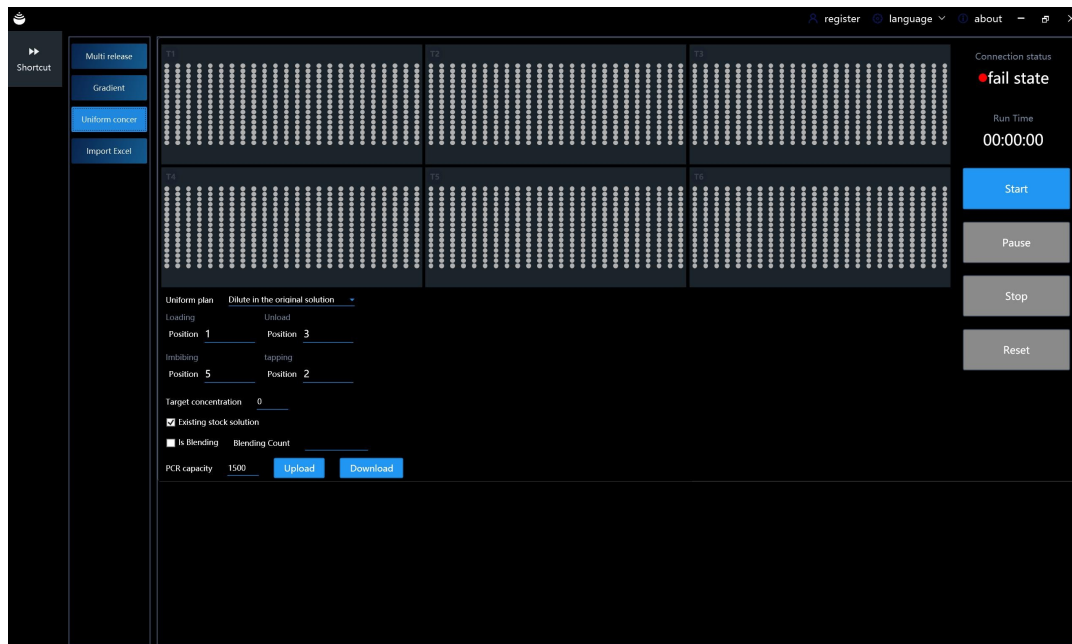 register language about
Shortcut
Multi release
Gradient
Uniform concer
Import Excel
T1 T2 T3
T4 T5 T6
Uniform plan Dilute in the original solution
Loading Unload
Position 1 Position 3
Imbibing tapping
Position 5 Position 2
Target concentration 0
Existing stock solution
Is Blending Blending Count
PCR capacity 1500 Upload Download
Connection status
fail state
Run Time
00:00:00
Start
Pause
Stop
Reset